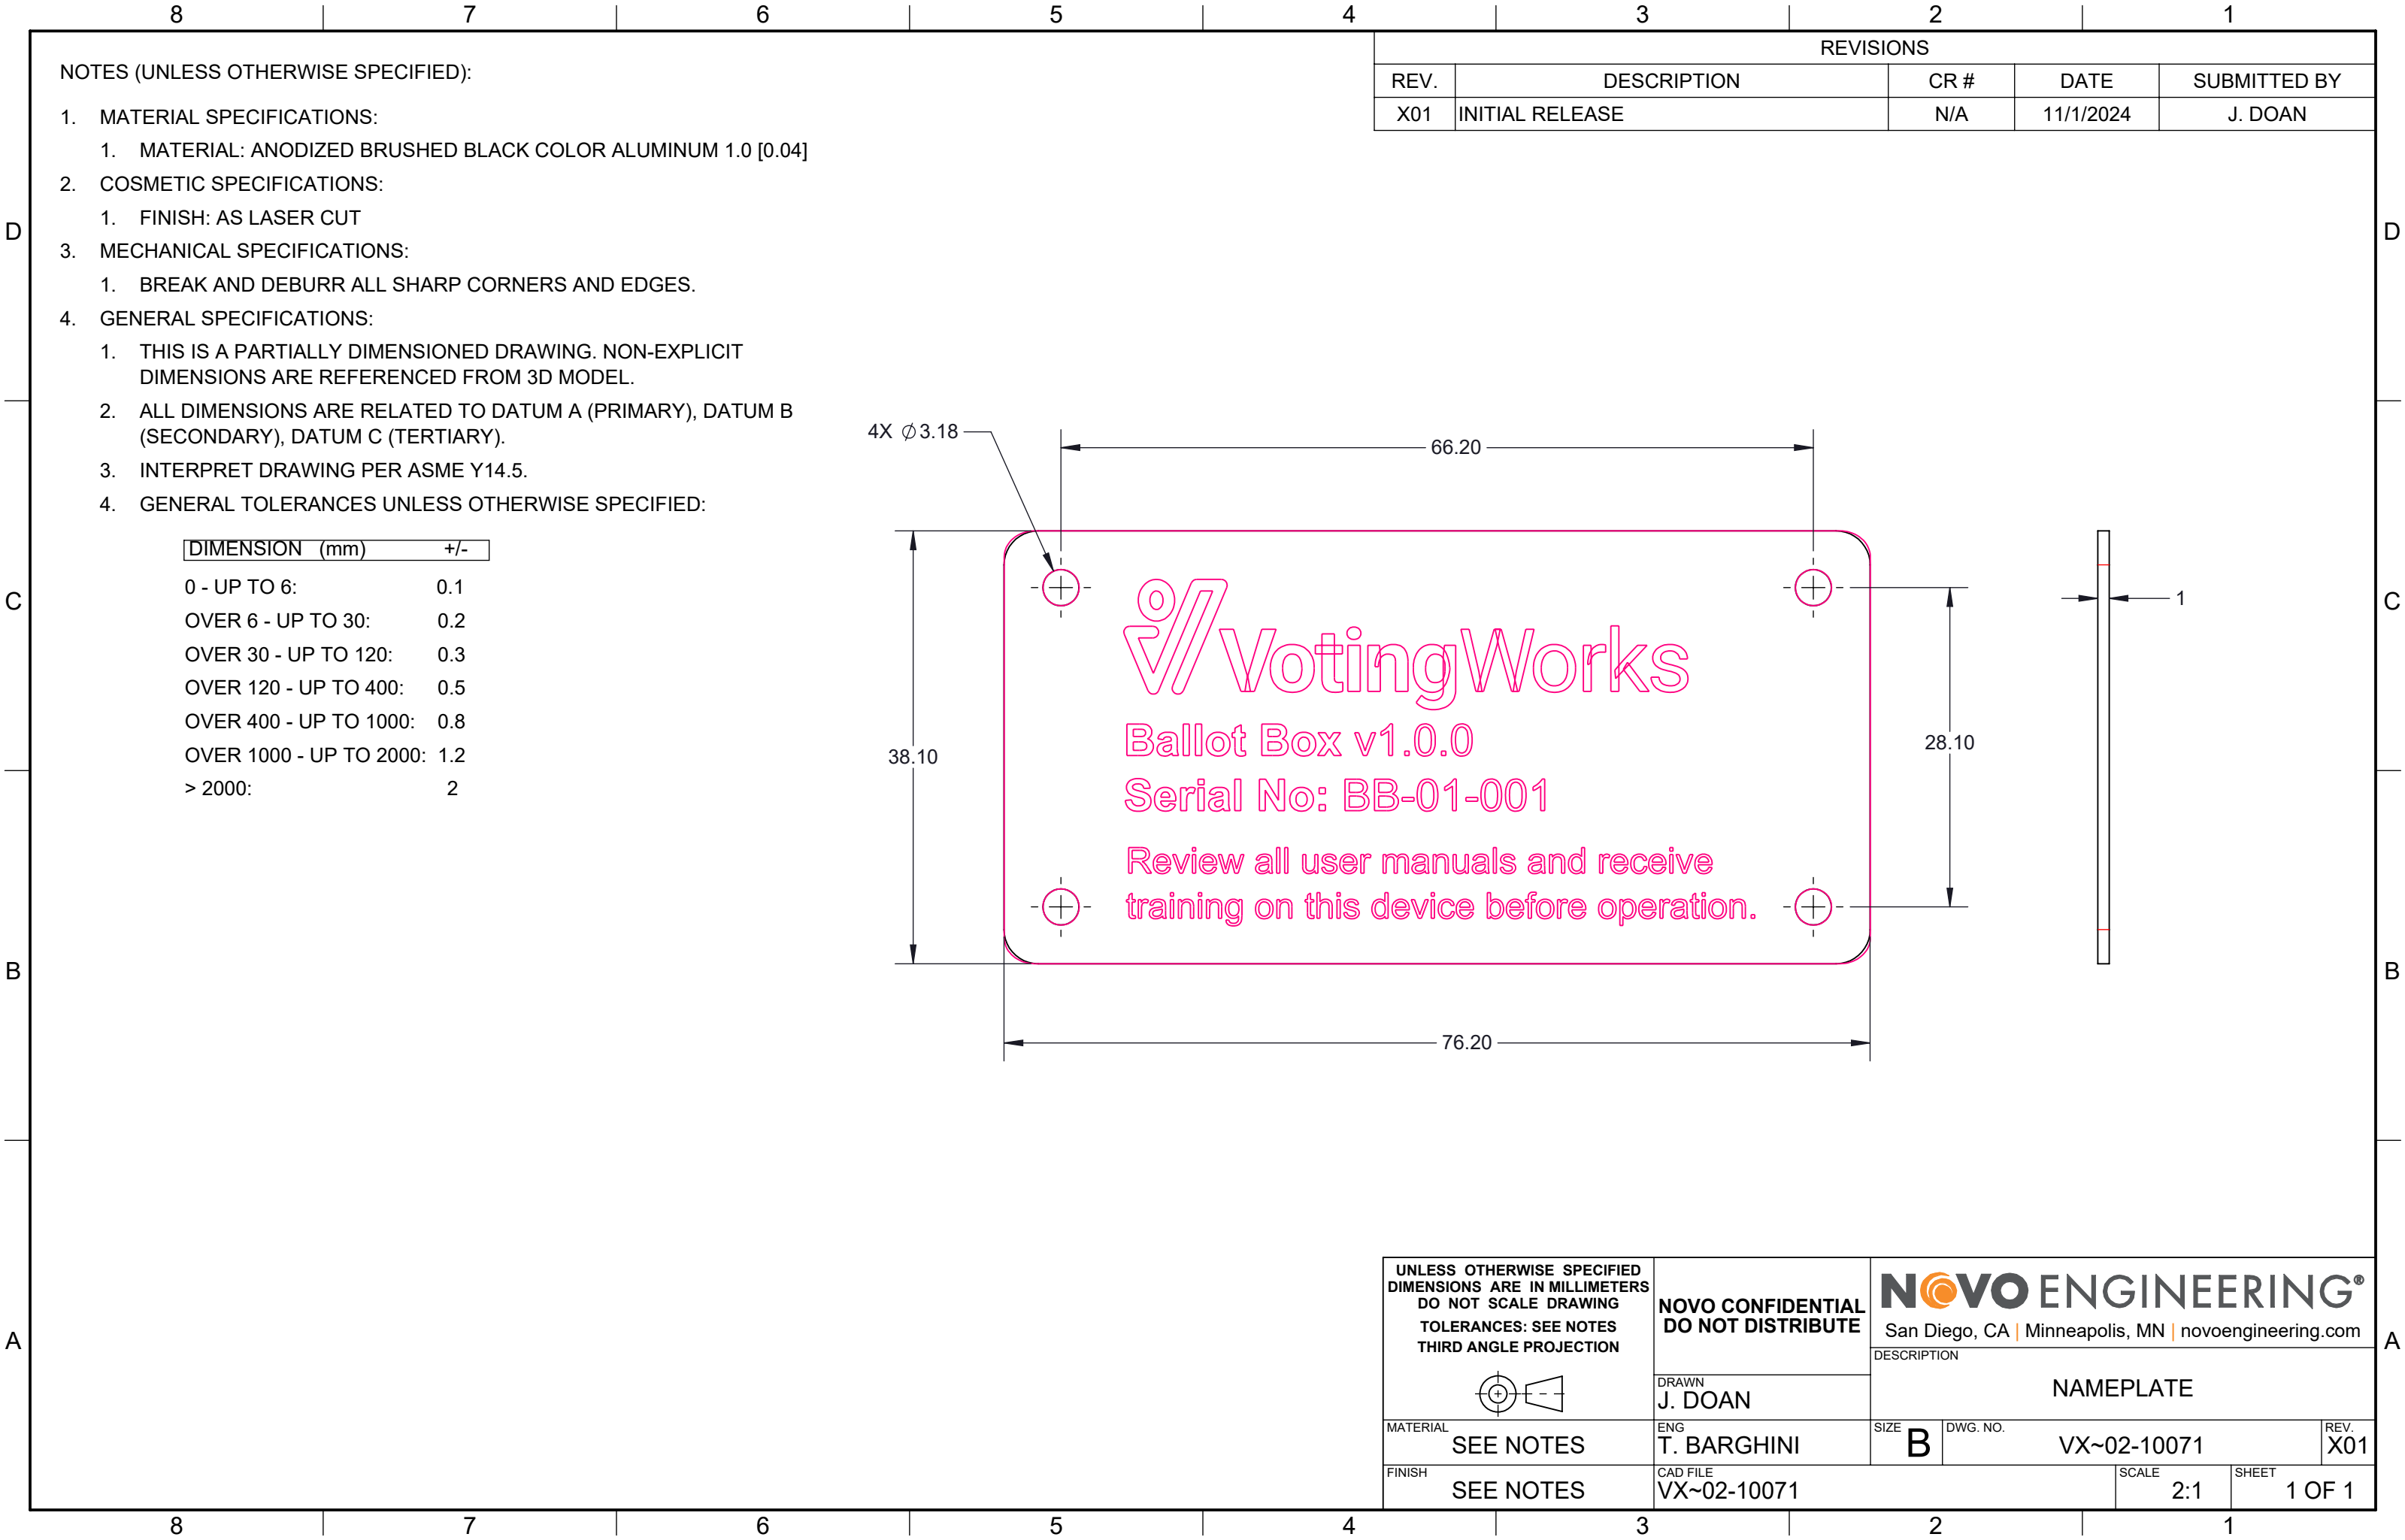 8 7 6 5 4 3 2 1
NOTES (UNLESS OTHERWISE SPECIFIED):
1. MATERIAL SPECIFICATIONS:
1. MATERIAL: ANODIZED BRUSHED BLACK COLOR ALUMINUM 1.0 [0.04]
2. COSMETIC SPECIFICATIONS:
1. FINISH: AS LASER CUT
3. MECHANICAL SPECIFICATIONS:
1. BREAK AND DEBURR ALL SHARP CORNERS AND EDGES.
4. GENERAL SPECIFICATIONS:
1. THIS IS A PARTIALLY DIMENSIONED DRAWING. NON-EXPLICIT
DIMENSIONS ARE REFERENCED FROM 3D MODEL.
2. ALL DIMENSIONS ARE RELATED TO DATUM A (PRIMARY), DATUM B
(SECONDARY), DATUM C (TERTIARY).
3. INTERPRET DRAWING PER ASME Y14.5.
4. GENERAL TOLERANCES UNLESS OTHERWISE SPECIFIED:
DIMENSION (mm) +/-
0 - UP TO 6: 0.1
OVER 6 - UP TO 30: 0.2
OVER 30 - UP TO 120: 0.3
OVER 120 - UP TO 400: 0.5
OVER 400 - UP TO 1000: 0.8
OVER 1000 - UP TO 2000: 1.2
> 2000: 2
REVISIONS
REV. DESCRIPTION CR # DATE SUBMITTED BY
X01 INITIAL RELEASE N/A 11/1/2024 J. DOAN
D D
C C
B B
A A
4X ∅3.18
66.20
38.10
28.10
76.20
1
VotingWorks
Ballot Box v1.0.0
Serial No: BB-01-001
Review all user manuals and receive
training on this device before operation.
UNLESS OTHERWISE SPECIFIED
DIMENSIONS ARE IN MILLIMETERS
DO NOT SCALE DRAWING
TOLERANCES: SEE NOTES
THIRD ANGLE PROJECTION
MATERIAL
SEE NOTES
FINISH
SEE NOTES
NOVO CONFIDENTIAL
DO NOT DISTRIBUTE
DRAWN
J. DOAN
ENG
T. BARGHINI
CAD FILE
VX~02-10071
NOVO ENGINEERING®
San Diego, CA | Minneapolis, MN | novoengineering.com
DESCRIPTION
NAMEPLATE
SIZE
B
DWG. NO.
VX~02-10071
REV.
X01
SCALE
2:1
SHEET
1 OF 1
8 7 6 5 4 3 2 1